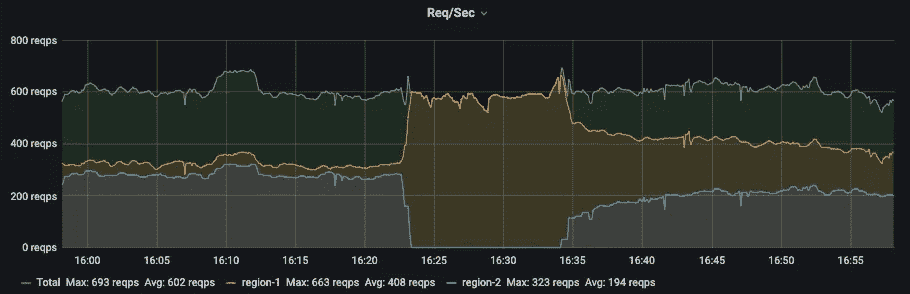 Req/Sec
800 reqps
600 reqps
400 reqps
200 reqps
0 reqps
16:00 16:05 16:10 16:15 16:20 16:25 16:30 16:35 16:40 16:45 16:50 16:55
Total Max: 693 reqps Avg: 602 reqps region-1 Max: 663 reqps Avg: 408 reqps region-2 Max: 323 reqps Avg: 194 reqps